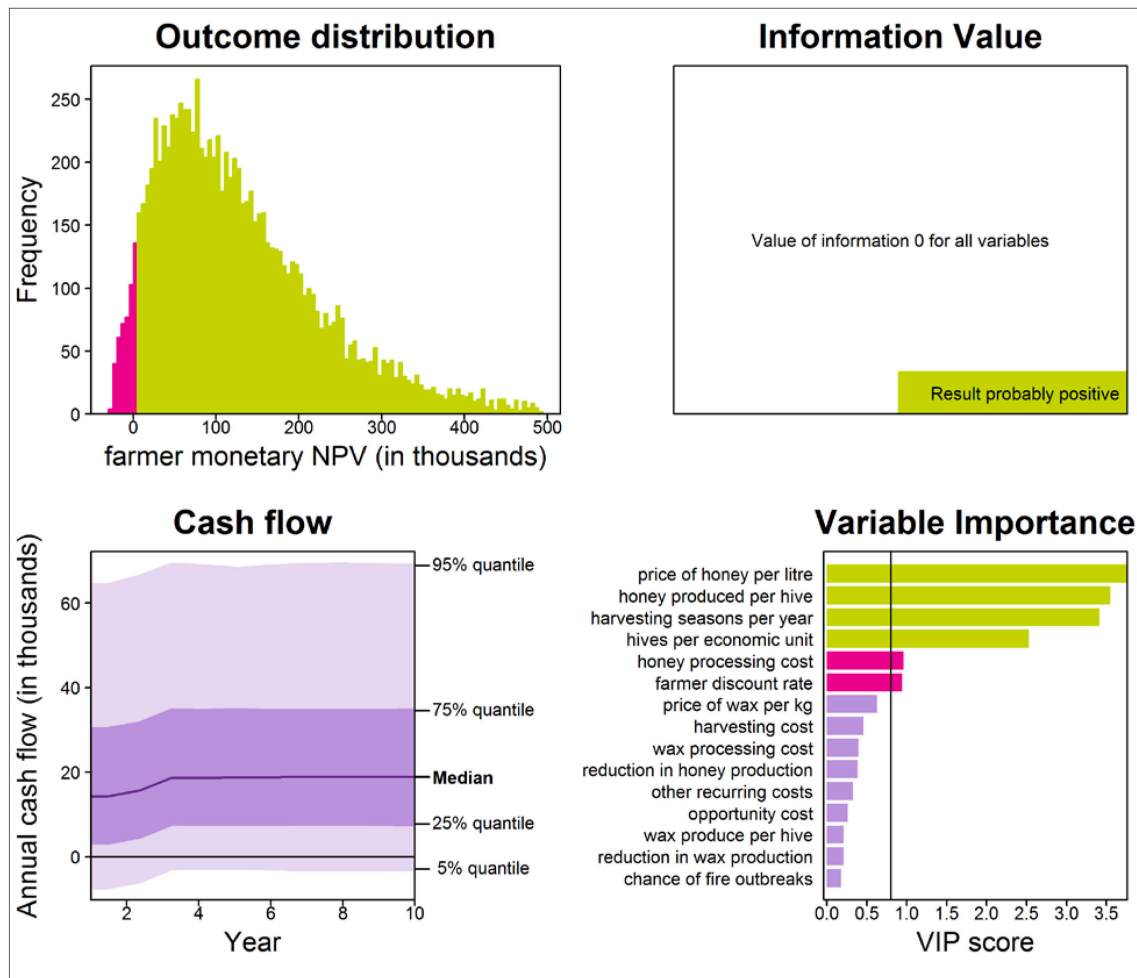 Outcome distribution
Frequency
250
200
150
100
50
0
0 100 200 300 400 500
farmer monetary NPV (in thousands)
Information Value
Value of information 0 for all variables
Result probably positive
Cash flow
Annual cash flow (in thousands)
60
40
20
0
95% quantile
75% quantile
Median
25% quantile
5% quantile
2 4 6 8 10
Year
Variable Importance
price of honey per litre
honey produced per hive
harvesting seasons per year
hives per economic unit
honey processing cost
farmer discount rate
price of wax per kg
harvesting cost
wax processing cost
reduction in honey production
other recurring costs
opportunity cost
wax produce per hive
reduction in wax production
chance of fire outbreaks
0.0 0.5 1.0 1.5 2.0 2.5 3.0 3.5
VIP score